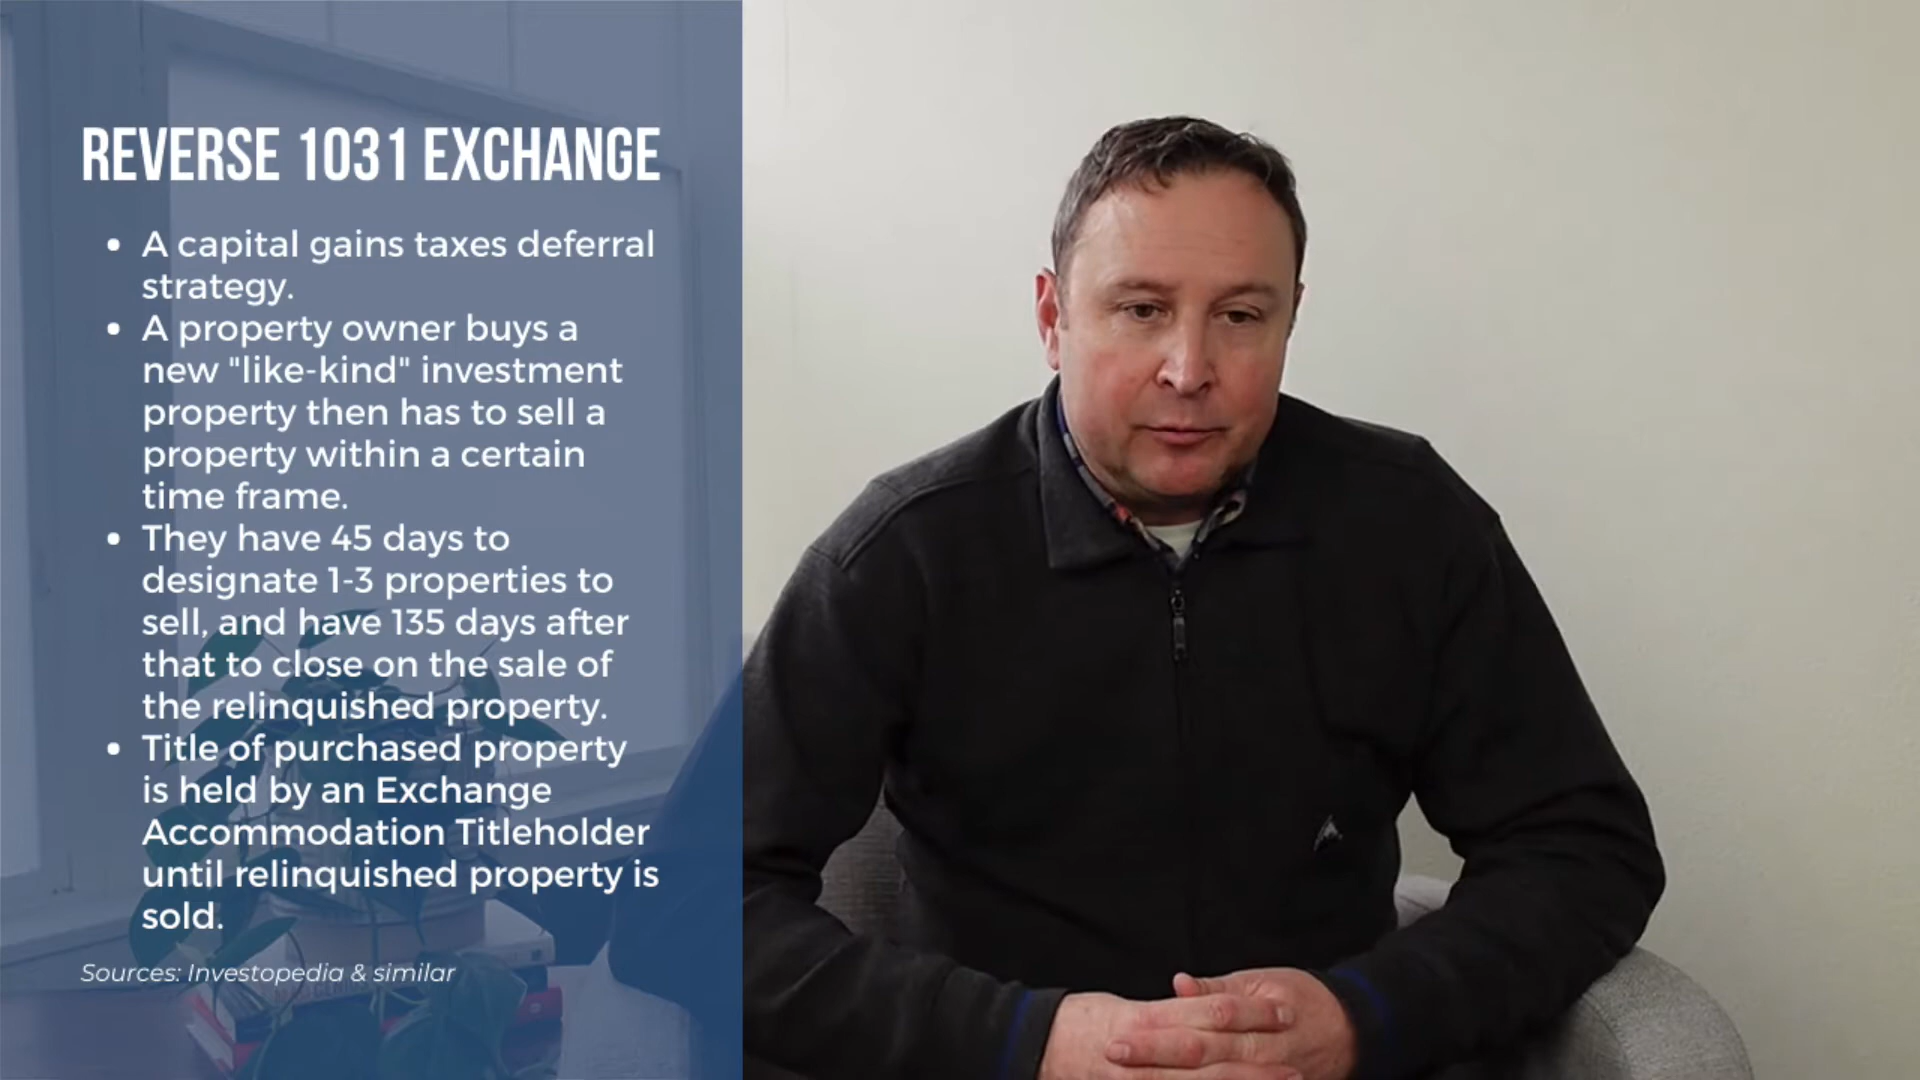 REVERSE 1031 EXCHANGE
• A capital gains taxes deferral
strategy.
• A property owner buys a
new "like-kind" investment
property then has to sell a
property within a certain
time frame.
• They have 45 days to
designate 1-3 properties to
sell, and have 135 days after
that to close on the sale of
the relinquished property.
• Title of purchased property
is held by an Exchange
Accommodation Titleholder
until relinquished property is
sold.
Sources: Investopedia & similar